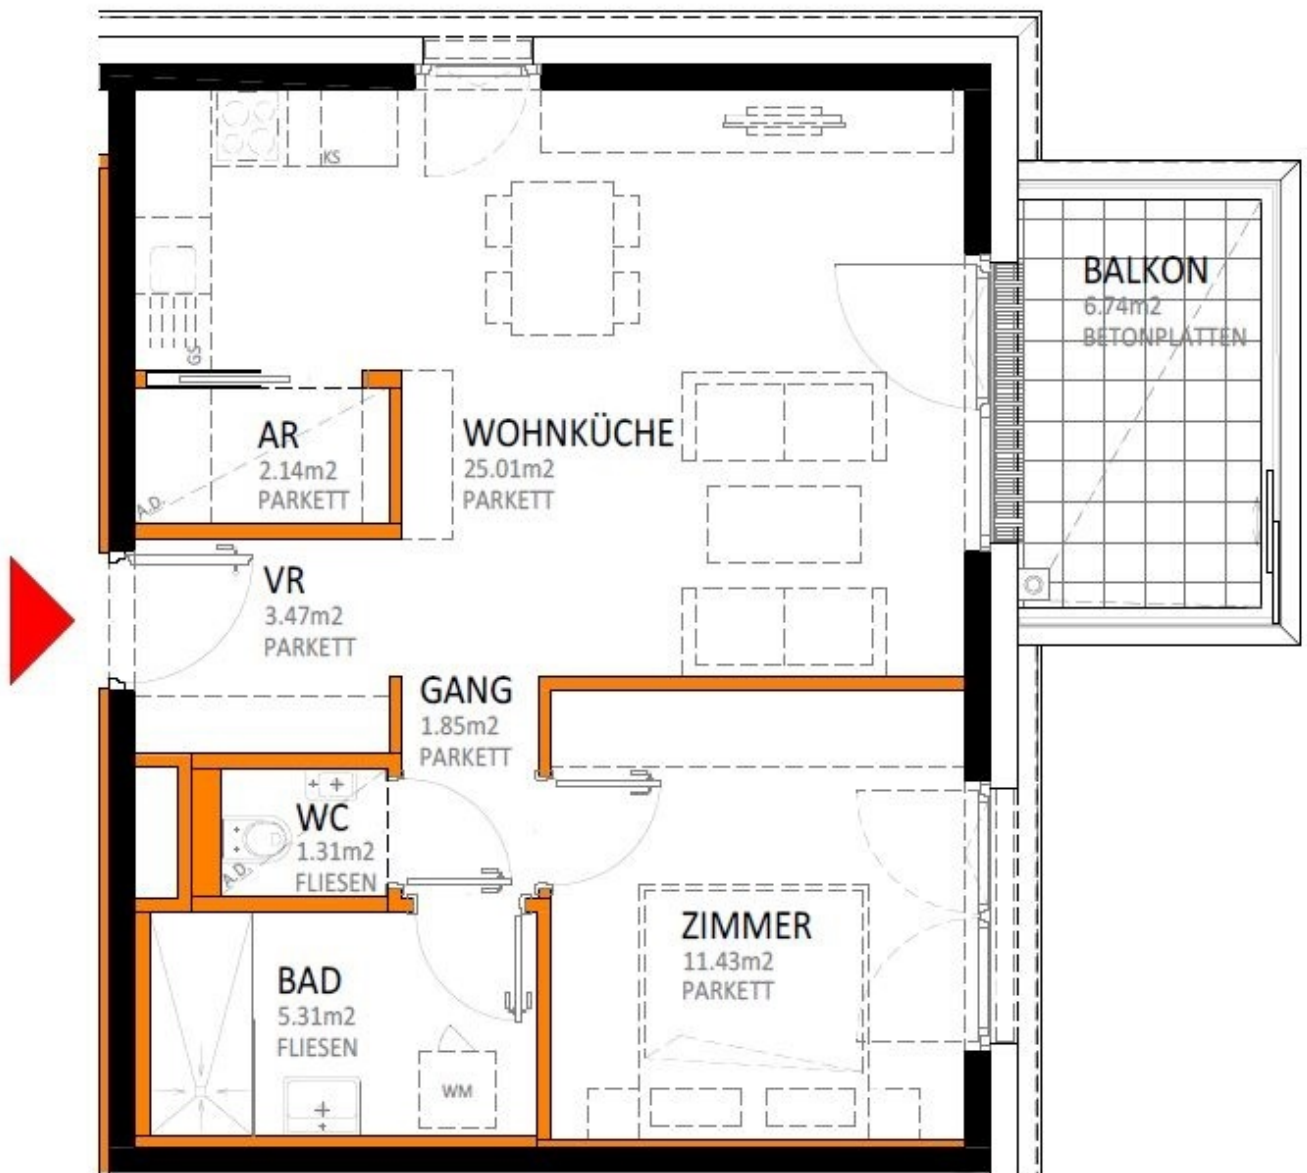 KS
BALKON
6.74m2
BETONPLATTEN
GS
AR
2.14m2
PARKETT
A.D.
WOHNKÜCHE
25.01m2
PARKETT
VR
3.47m2
PARKETT
GANG
1.85m2
PARKETT
WC
1.31m2
FLIESEN
A.D.
ZIMMER
11.43m2
PARKETT
BAD
5.31m2
FLIESEN
WM